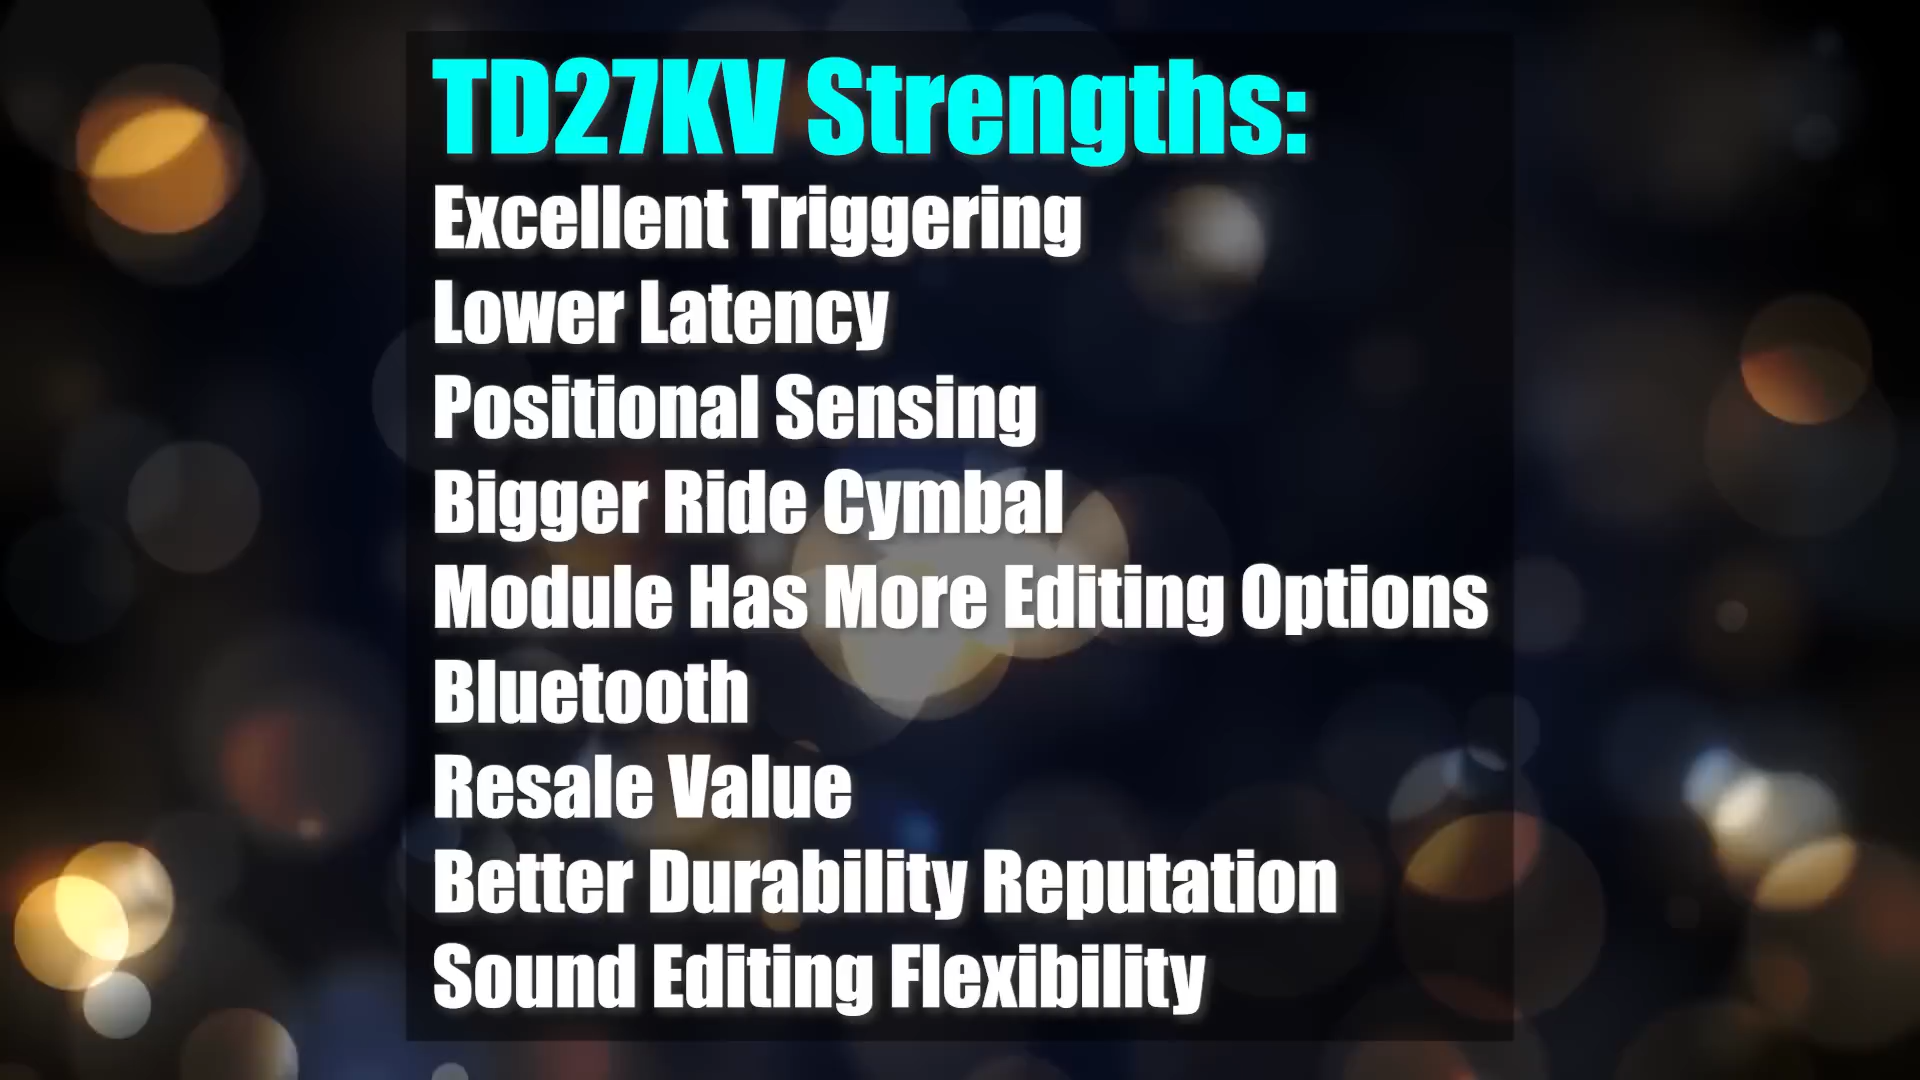 TD27KV Strengths:
Excellent Triggering
Lower Latency
Positional Sensing
Bigger Ride Cymbal
Module Has More Editing Options
Bluetooth
Resale Value
Better Durability Reputation
Sound Editing Flexibility